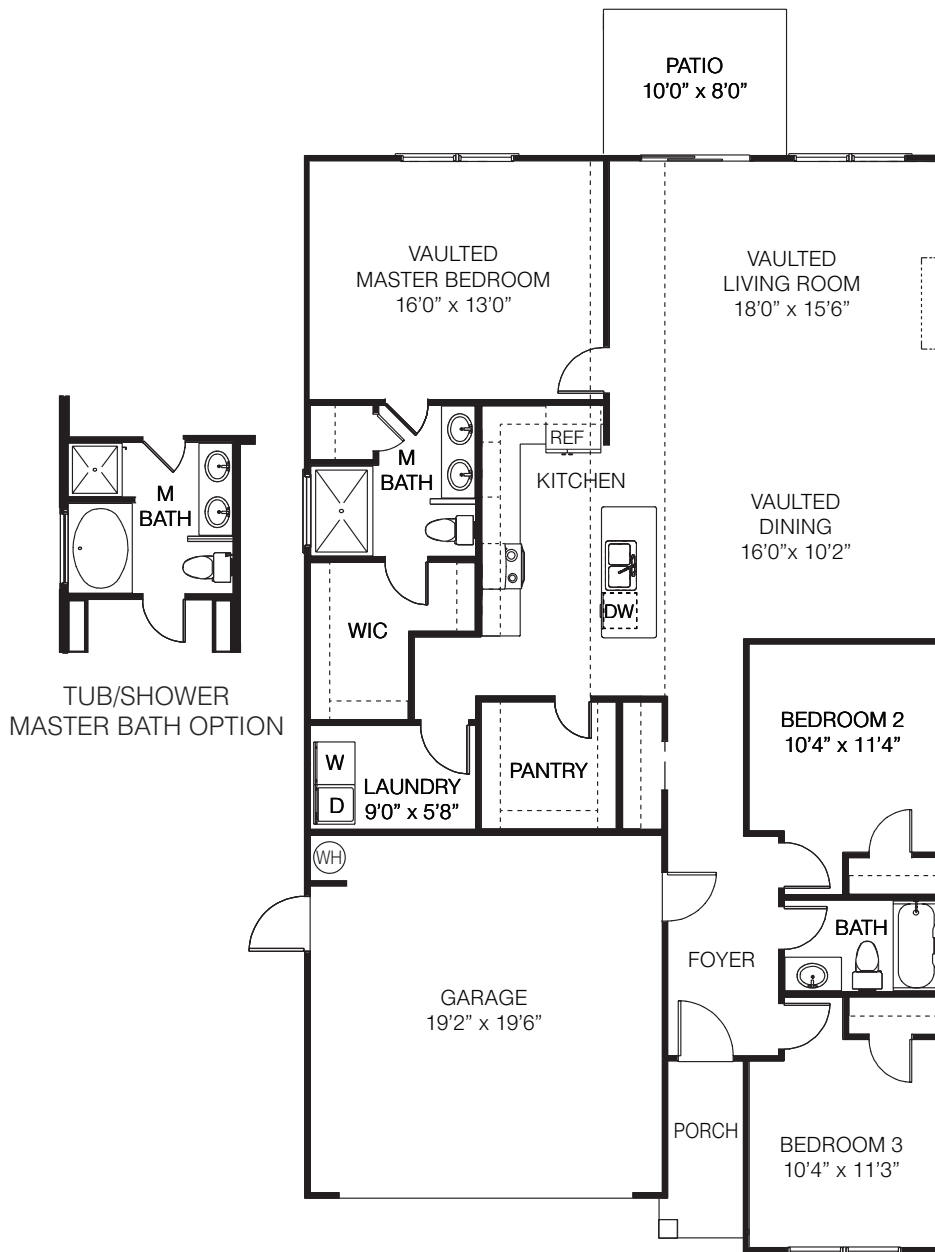 PATIO
10’0” x 8’0”
VAULTED
MASTER BEDROOM
16’0” x 13’0”
VAULTED
LIVING ROOM
18’0” x 15’6”
M
BATH
REF
KITCHEN
VAULTED
DINING
16’0”x 10’2”
M
BATH
DW
WIC
TUB/SHOWER
MASTER BATH OPTION
BEDROOM 2
10’4” x 11’4”
W
D
LAUNDRY
9’0” x 5’8”
PANTRY
WH
BATH
FOYER
GARAGE
19’2” x 19’6”
PORCH
BEDROOM 3
10’4” x 11’3”